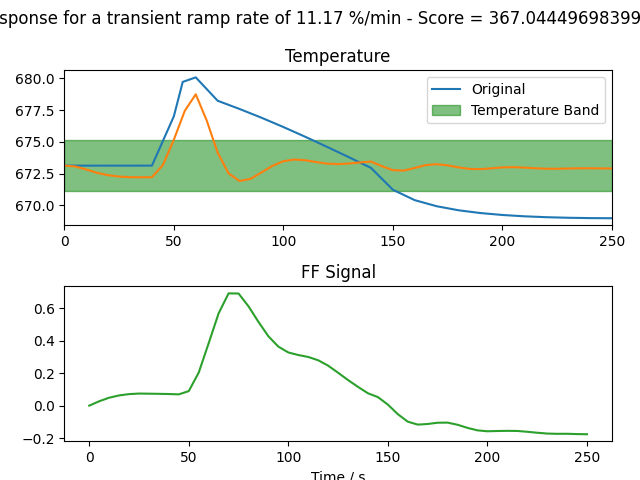 sponse for a transient ramp rate of 11.17 %/min - Score = 367.04449698399
Temperature
680.0
677.5
675.0
672.5
670.0
Original
Temperature Band
0 50 100 150 200 250
FF Signal
0.6
0.4
0.2
0.0
−0.2
0 50 100 150 200 250
Time / s